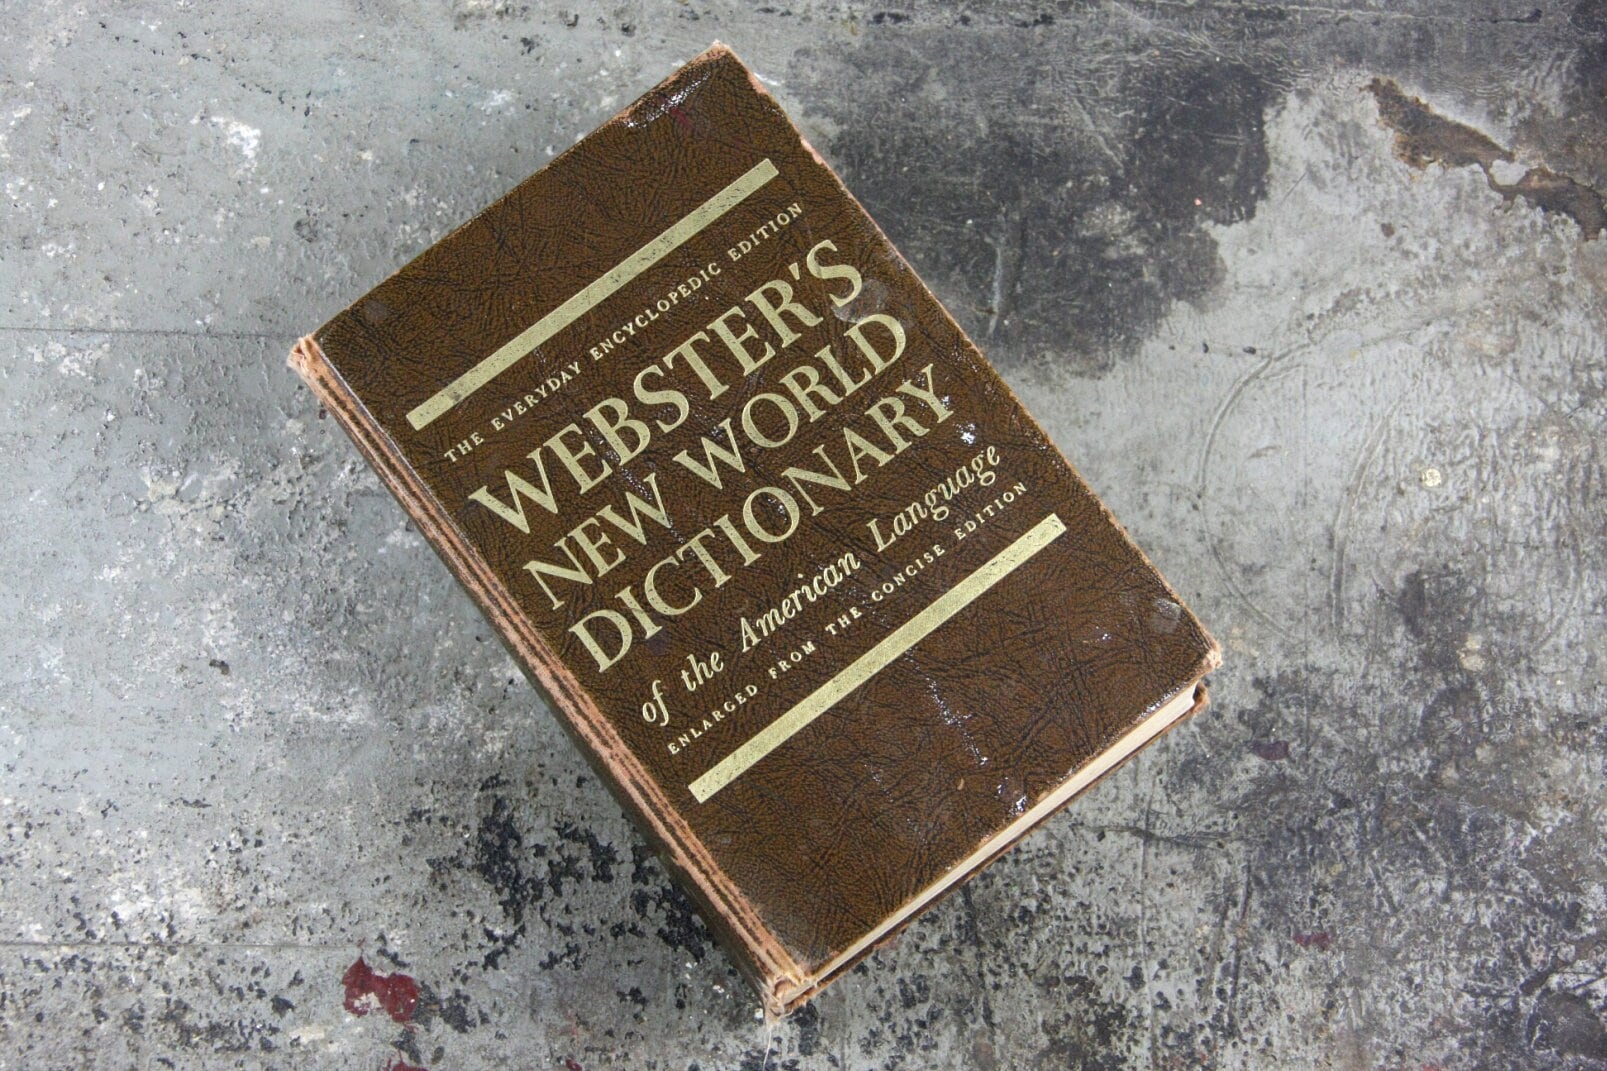 THE EVERYDAY ENCYCLOPEDIC EDITION
WEBSTER'S
NEW WORLD
DICTIONARY
of the American Language
ENLARGED FROM THE CONCISE EDITION